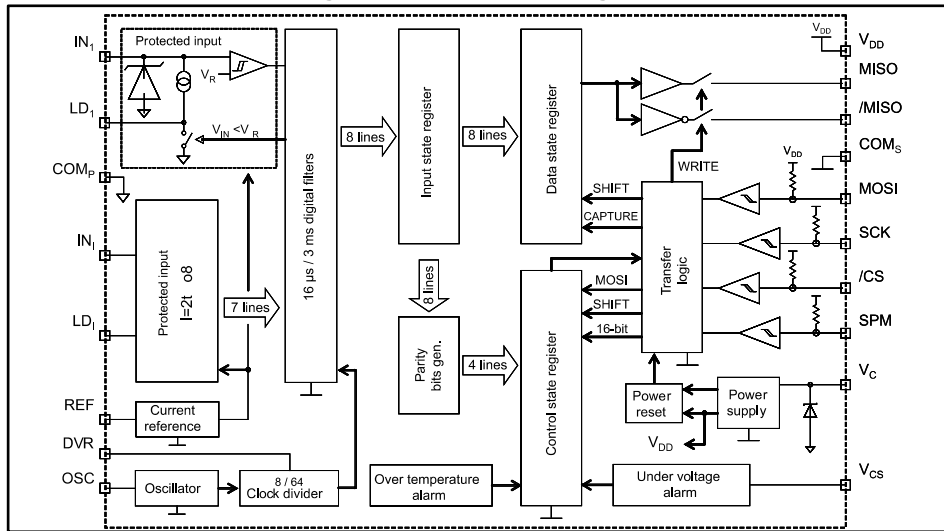 IN1
LD1
COMP
INI
LDI
REF
DVR
OSC
Protected input
VR
VIN <VR
Protected input
I=2t o8
7 lines
Current
reference
Oscillator
8 / 64
Clock divider
16 µs / 3 ms digital filters
8 lines
Input state register
8 lines
8 lines
Parity
bits gen.
4 lines
Over temperature
alarm
Data state register
Control state register
SHIFT
CAPTURE
MOSI
SHIFT
16-bit
WRITE
Transfer
logic
Power
reset
Power
supply
VDD
Under voltage
alarm
VDD
VDD
VDD
MISO
/MISO
COMS
MOSI
SCK
/CS
SPM
VC
VCS